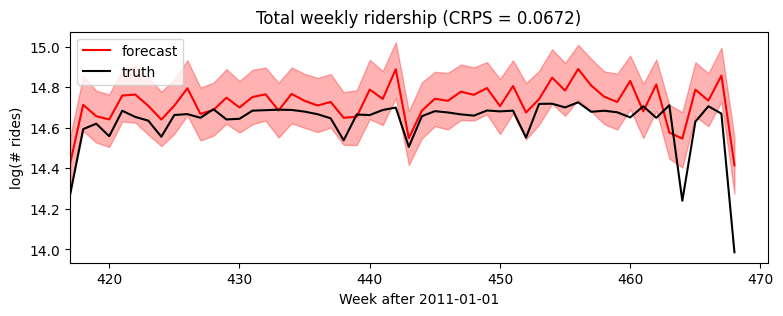 Total weekly ridership (CRPS = 0.0672)
forecast
truth
log(# rides)
15.0
14.8
14.6
14.4
14.2
14.0
420 430 440 450 460 470
Week after 2011-01-01